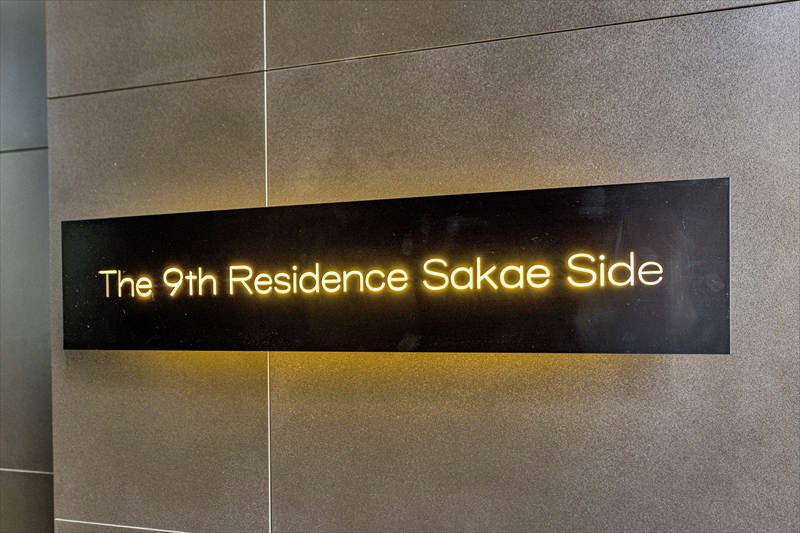 The 9th Residence Sakae Side